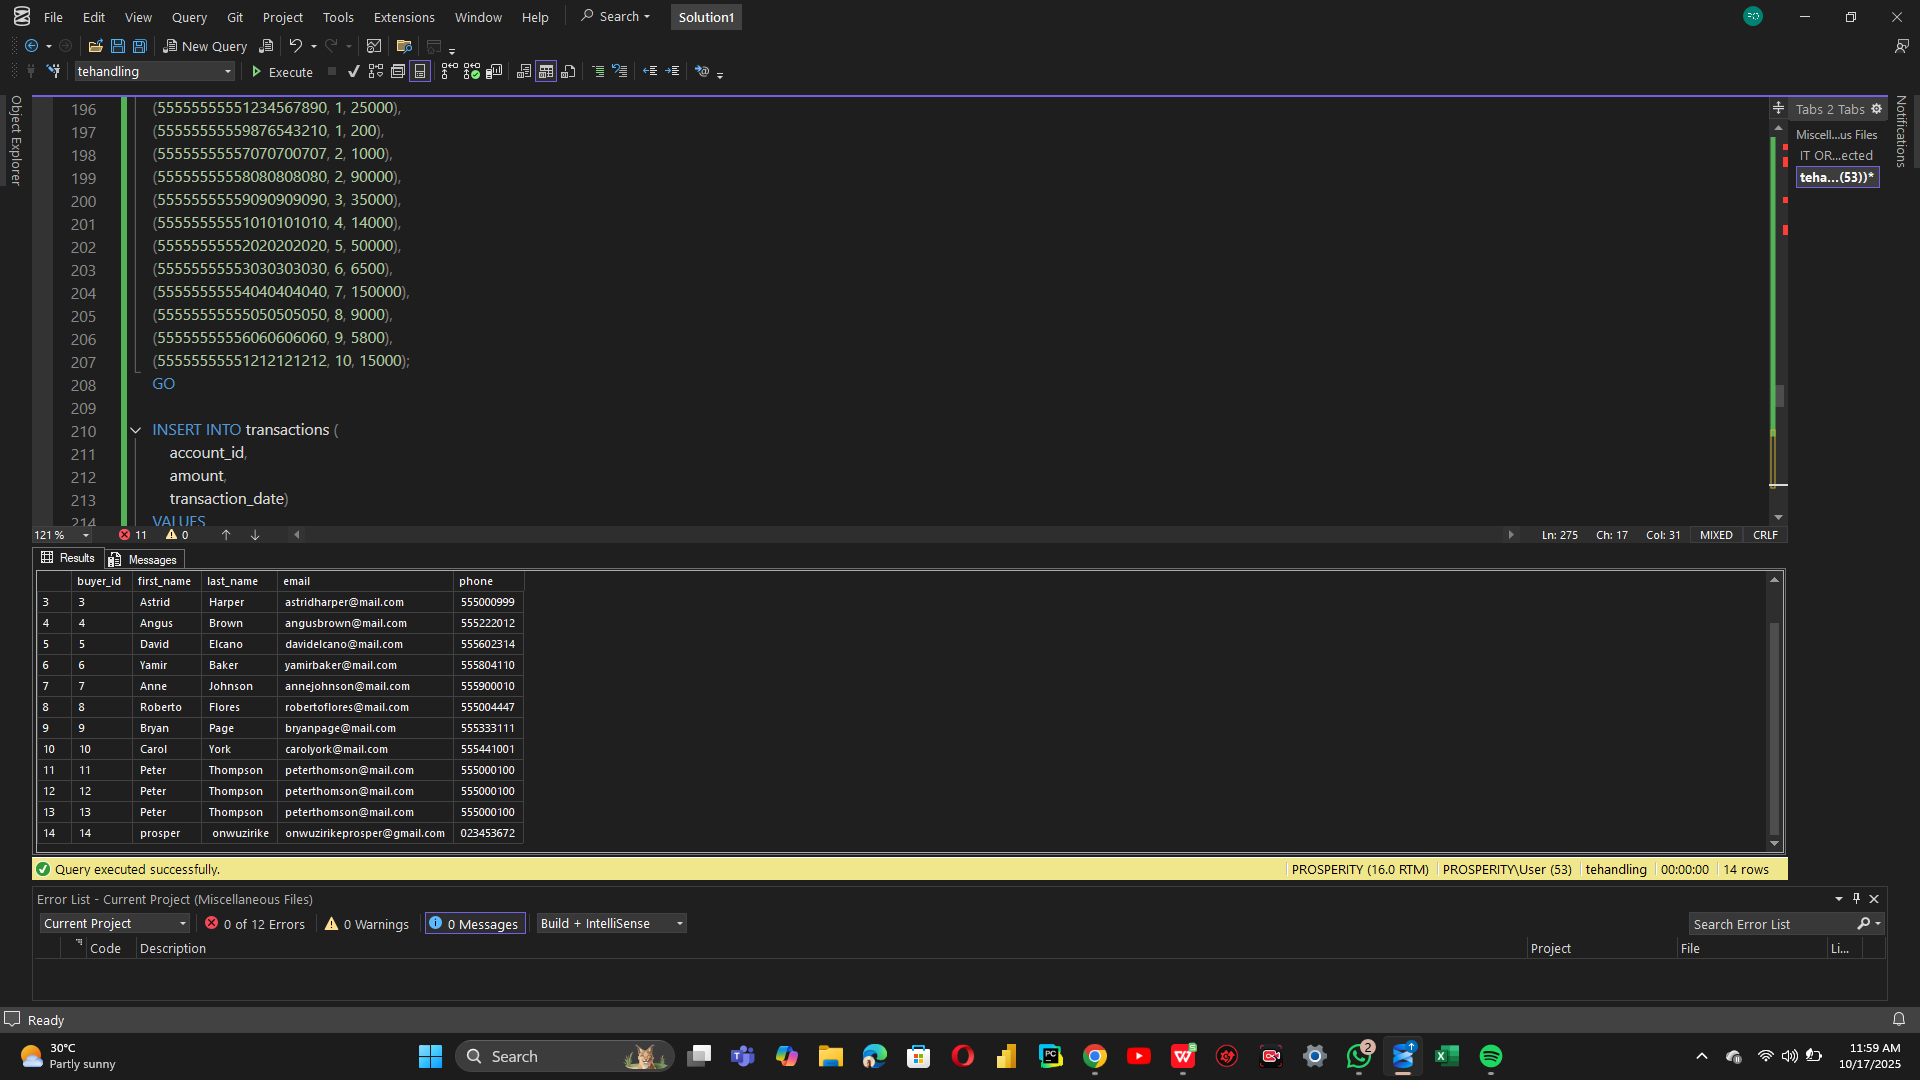 File Edit View Query Git Project Tools Extensions Window Help Search Solution1
New Query
tehandling Execute
Object Explorer
196 (55555555551234567890, 1, 25000),
197 (55555555559876543210, 1, 200),
198 (55555555557070700707, 2, 1000),
199 (55555555558080808080, 2, 90000),
200 (55555555559090909090, 3, 35000),
201 (55555555551010101010, 4, 14000),
202 (55555555552020202020, 5, 50000),
203 (55555555553030303030, 6, 6500),
204 (55555555554040404040, 7, 150000),
205 (55555555555050505050, 8, 9000),
206 (55555555556060606060, 9, 5800),
207 (55555555551212121212, 10, 15000);
208 GO
209
210 INSERT INTO transactions (
211 account_id,
212 amount,
213 transaction_date)
214 VALUES
Tabs 2 Tabs
Miscell...us Files
IT OR...ected
teha...(53))*
Notifications
121 % 11 0 Ln: 275 Ch: 17 Col: 31 MIXED CRLF
Results Messages
buyer_id first_name last_name email phone
3 3 Astrid Harper astridharper@mail.com 555000999
4 4 Angus Brown angusbrown@mail.com 555222012
5 5 David Elcano davidelcano@mail.com 555602314
6 6 Yamir Baker yamirbaker@mail.com 555804110
7 7 Anne Johnson annejohnson@mail.com 555900010
8 8 Roberto Flores robertoflores@mail.com 555004447
9 9 Bryan Page bryanpage@mail.com 555333111
10 10 Carol York carolyork@mail.com 555441001
11 11 Peter Thompson peterthomson@mail.com 555000100
12 12 Peter Thompson peterthomson@mail.com 555000100
13 13 Peter Thompson peterthomson@mail.com 555000100
14 14 prosper onwuzirike onwuzirikeprosper@gmail.com 023453672
Query executed successfully. PROSPERITY (16.0 RTM) PROSPERITY\User (53) tehandling 00:00:00 14 rows
Error List - Current Project (Miscellaneous Files)
Current Project 0 of 12 Errors 0 Warnings 0 Messages Build + IntelliSense Search Error List
Code Description Project File Li...
Ready
30°C
Partly sunny
Search
2
11:59 AM
10/17/2025